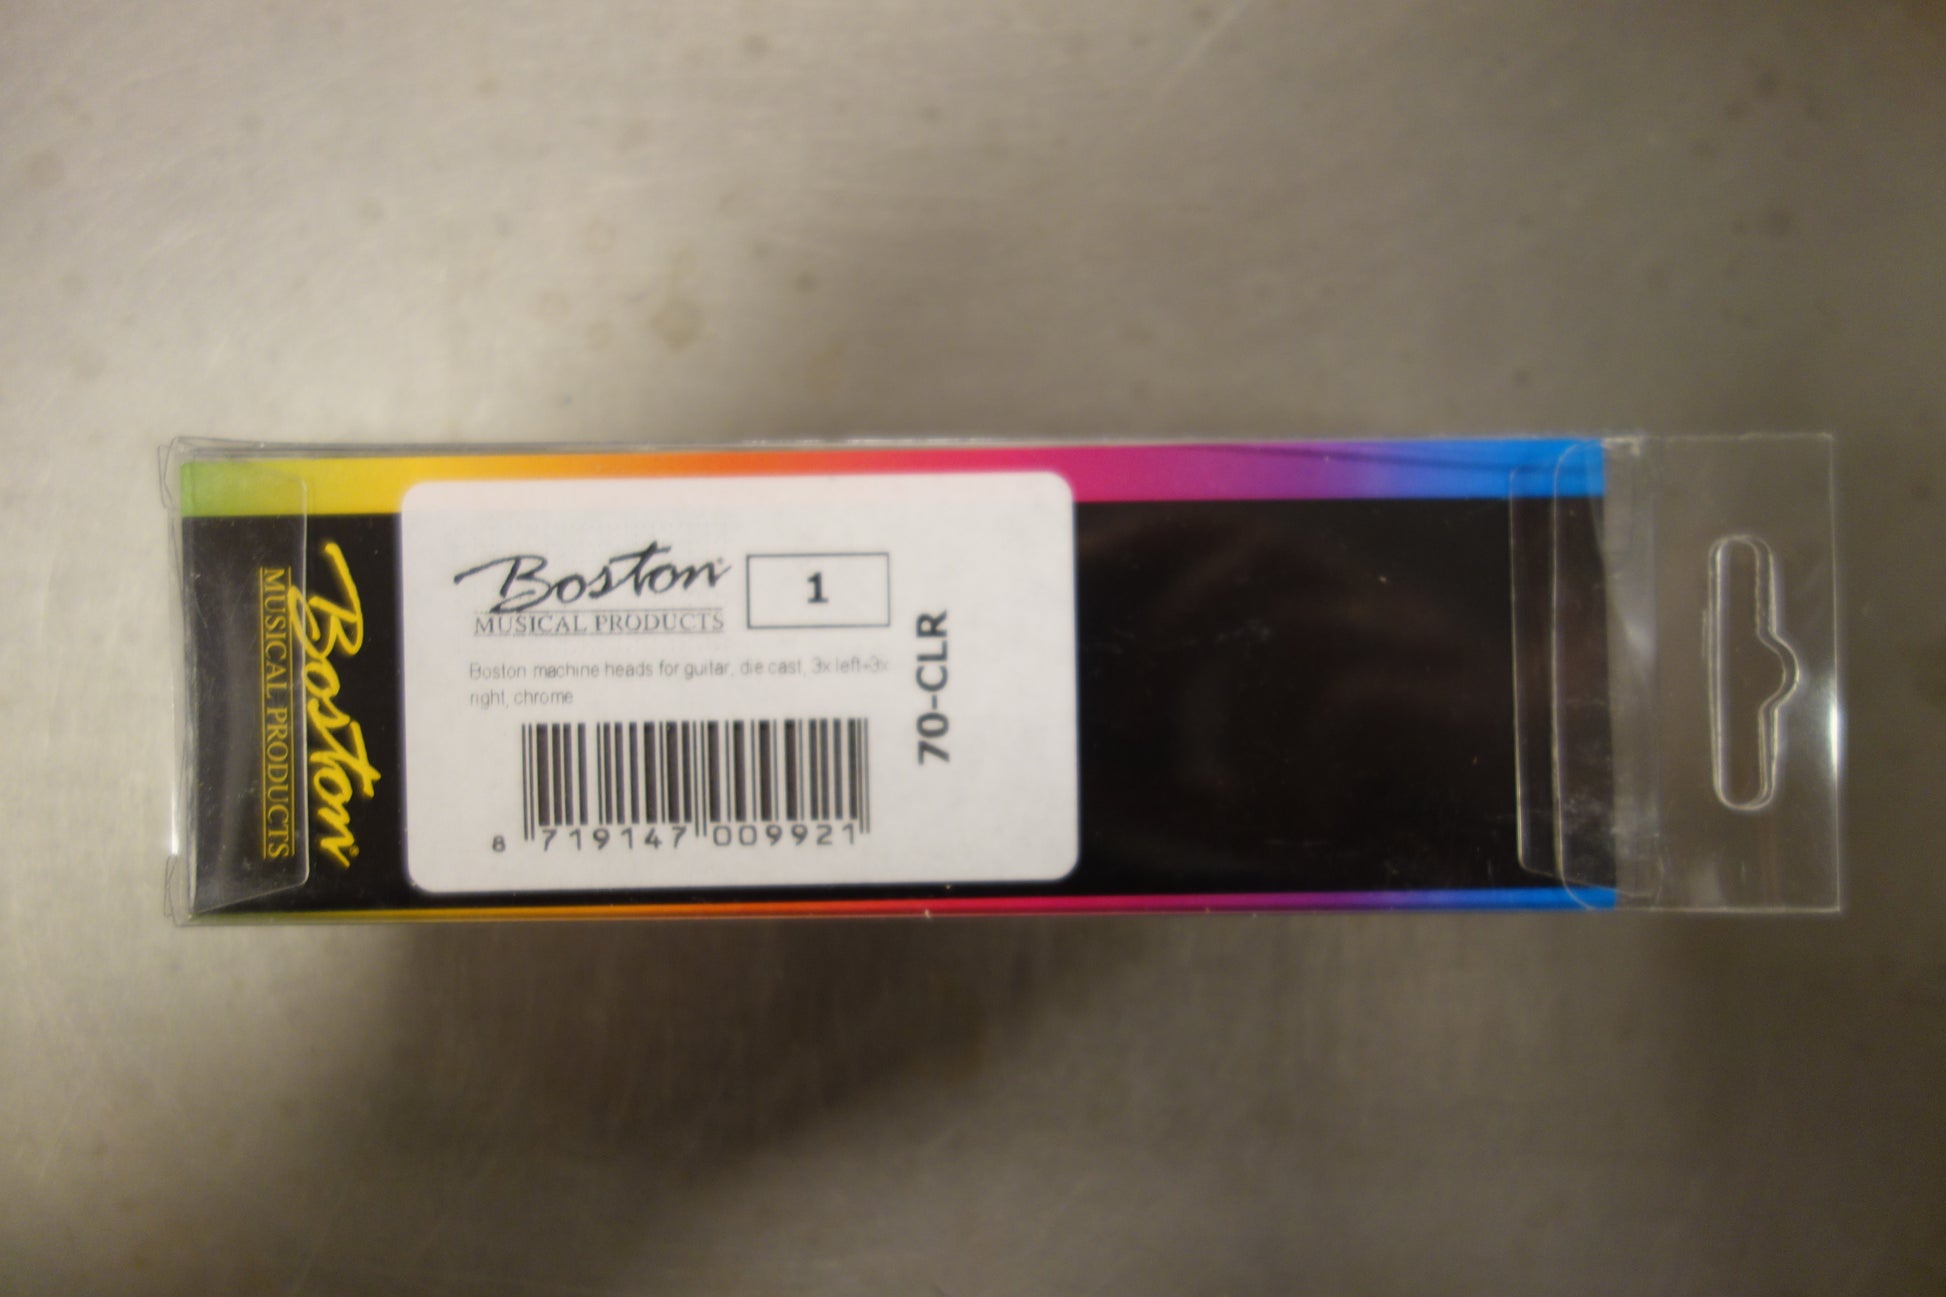 Boston
MUSICAL PRODUCTS
Boston
MUSICAL PRODUCTS
1
Boston machine heads for guitar, die cast, 3x left+3x
right, chrome
8 719147 009921
70-CLR